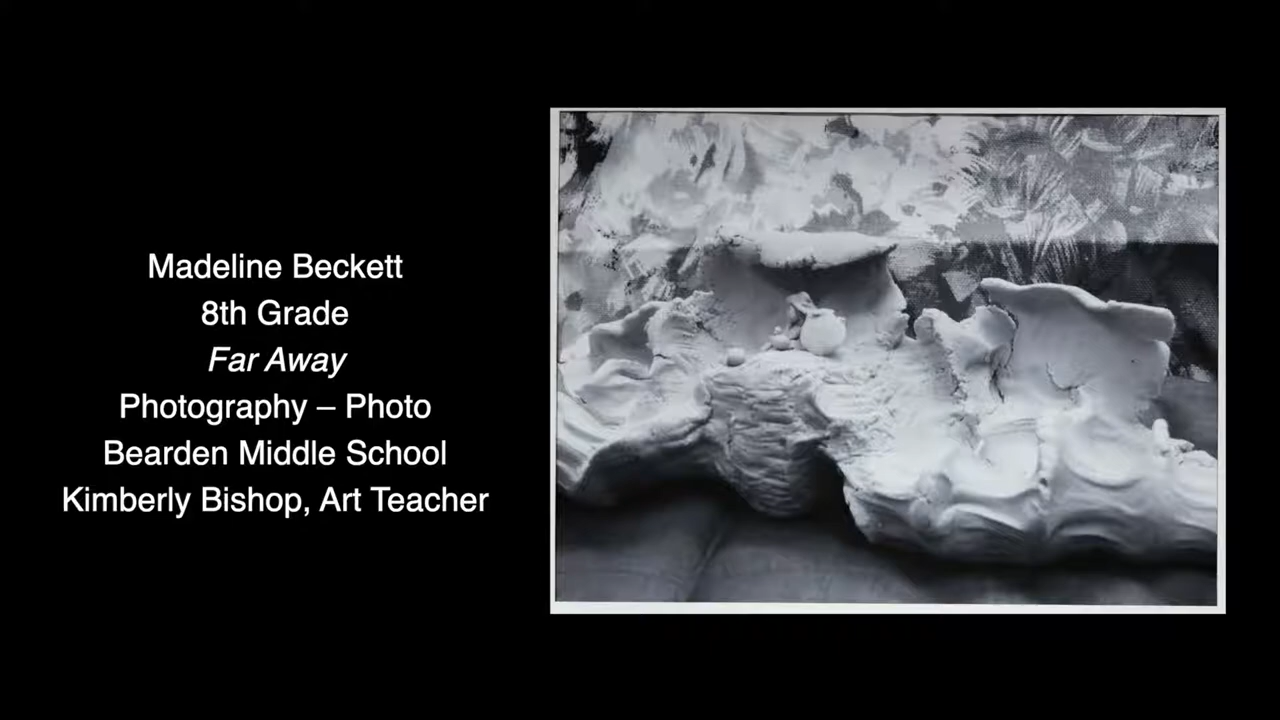 Madeline Beckett
8th Grade
Far Away
Photography – Photo
Bearden Middle School
Kimberly Bishop, Art Teacher